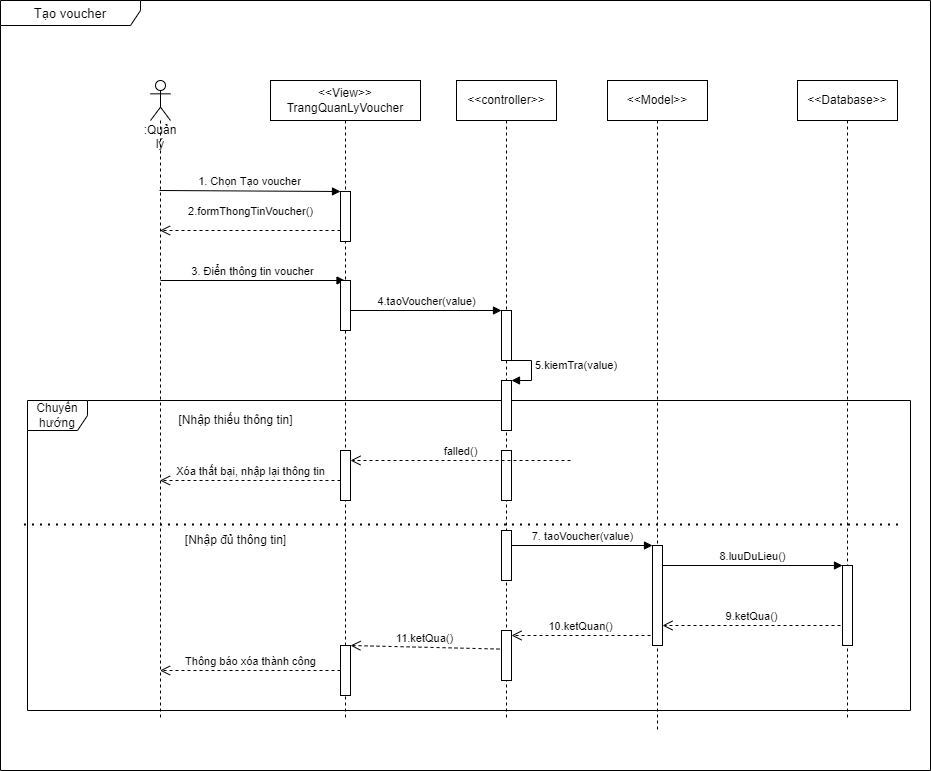 Tạo voucher
:Quản
lý
<<View>>
TrangQuanLyVoucher
<<controller>>
<<Model>>
<<Database>>
1. Chọn Tạo voucher
2.formThongTinVoucher()
3. Điển thông tin voucher
4.taoVoucher(value)
5.kiemTra(value)
Chuyển
hướng
[Nhập thiếu thông tin]
falled()
Xóa thất bại, nhập lại thông tin
[Nhập đủ thông tin]
7. taoVoucher(value)
8.luuDuLieu()
9.ketQua()
10.ketQuan()
11.ketQua()
Thông báo xóa thành công